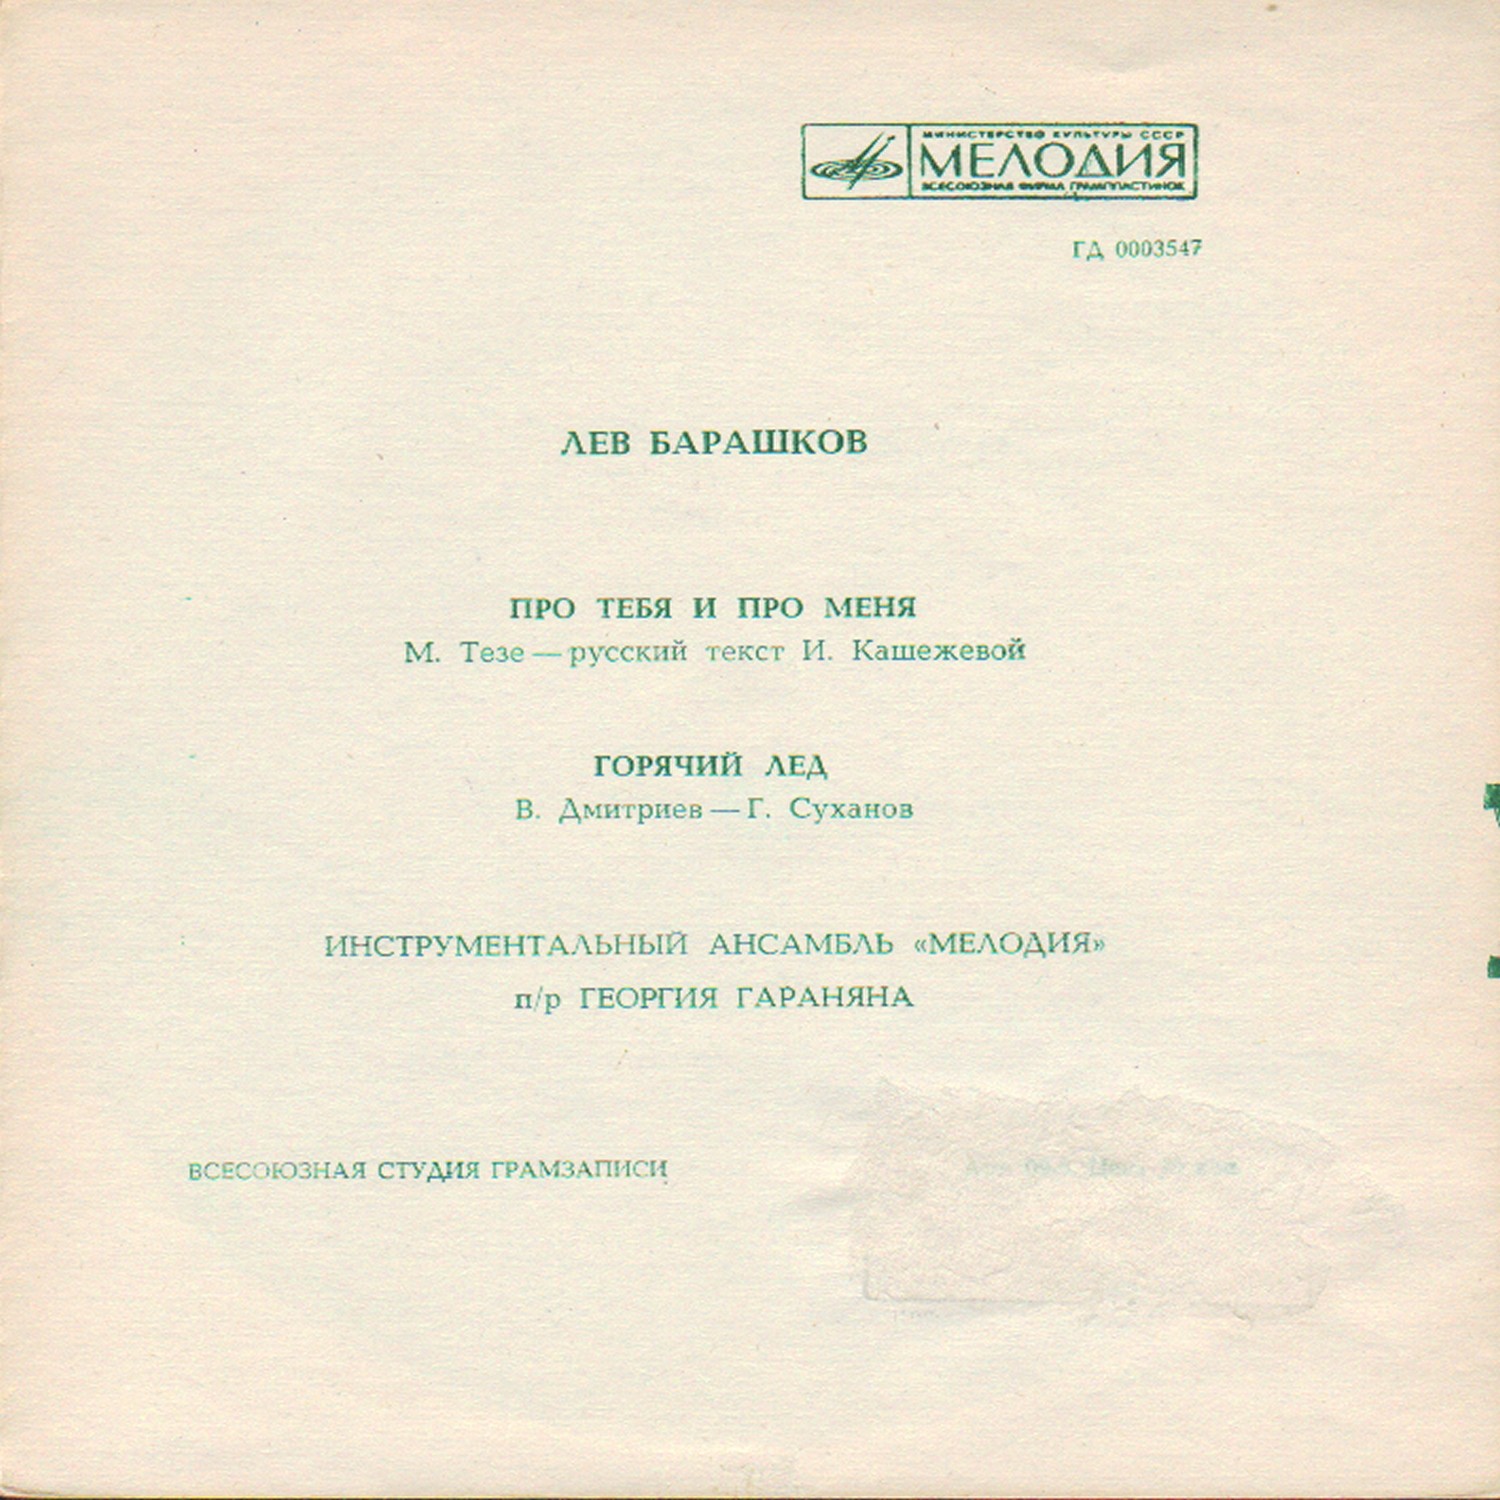 МИНИСТЕРСТВО КУЛЬТУРЫ СССР
МЕЛОДИЯ
ВСЕСОЮЗНАЯ ФИРМА ГРАМПЛАСТИНОК
ГД 0003547
ЛЕВ БАРАШКОВ
ПРО ТЕБЯ И ПРО МЕНЯ
М. Тезе — русский текст И. Кашежевой
ГОРЯЧИЙ ЛЕД
В. Дмитриев — Г. Суханов
ИНСТРУМЕНТАЛЬНЫЙ АНСАМБЛЬ «МЕЛОДИЯ»
п/р ГЕОРГИЯ ГАРАНЯНА
ВСЕСОЮЗНАЯ СТУДИЯ ГРАМЗАПИСИ